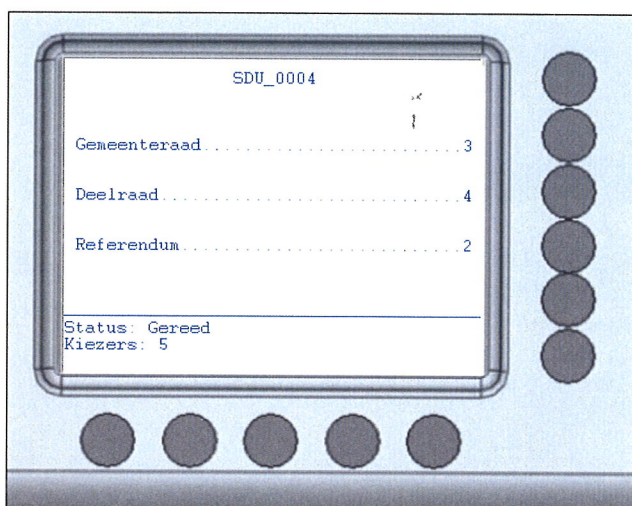 SDU_0004
Gemeenteraad.............................3
Deelraad.................................4
Referendum...............................2
Status: Gereed
Kiezers: 5